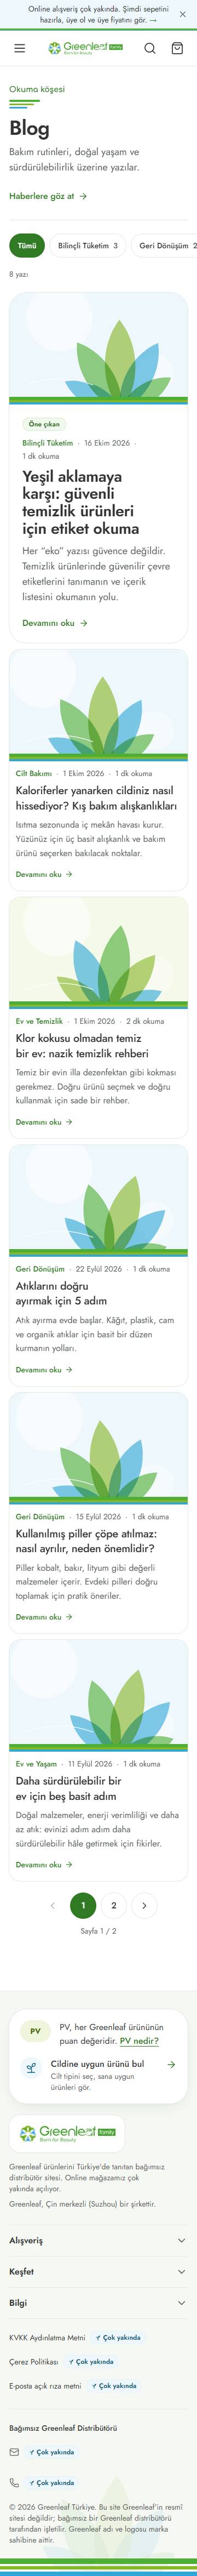 Online alışveriş çok yakında. Şimdi sepetini
hazırla, üye ol ve üye fiyatını gör. →
Greenleaf family
Okuma köşesi
Blog
Bakım rutinleri, doğal yaşam ve
sürdürülebilirlik üzerine yazılar.
Haberlere göz at →
Tümü
Bilinçli Tüketim 3
Geri Dönüşüm 2
8 yazı
Öne çıkan
Bilinçli Tüketim · 16 Ekim 2026 ·
1 dk okuma
Yeşil aklamaya
karşı: güvenli
temizlik ürünleri
için etiket okuma
Her “eko” yazısı güvence değildir.
Temizlik ürünlerinde güvenilir çevre
etiketlerini tanımanın ve içerik
listesini okumanın yolu.
Devamını oku →
Cilt Bakımı · 1 Ekim 2026 · 1 dk okuma
Kaloriferler yanarken cildiniz nasıl
hissediyor? Kış bakım alışkanlıkları
Isıtma sezonunda iç mekân havası kurur.
Yüzünüz için üç basit alışkanlık ve bakım
ürünü seçerken bakılacak noktalar.
Devamını oku →
Ev ve Temizlik · 1 Ekim 2026 · 2 dk okuma
Klor kokusu olmadan temiz
bir ev: nazik temizlik rehberi
Temiz bir evin illa dezenfektan gibi kokması
gerekmez. Doğru ürünü seçmek ve doğru
kullanmak için sade bir rehber.
Devamını oku →
Geri Dönüşüm · 22 Eylül 2026 · 1 dk okuma
Atıklarını doğru
ayırmak için 5 adım
Atık ayırma evde başlar. Kâğıt, plastik, cam
ve organik atıklar için basit bir düzen
kurmanın yolları.
Devamını oku →
Geri Dönüşüm · 15 Eylül 2026 · 1 dk okuma
Kullanılmış piller çöpe atılmaz:
nasıl ayrılır, neden önemlidir?
Piller kobalt, bakır, lityum gibi değerli
malzemeler içerir. Evdeki pilleri doğru
toplamak için pratik öneriler.
Devamını oku →
Ev ve Yaşam · 11 Eylül 2026 · 1 dk okuma
Daha sürdürülebilir bir
ev için beş basit adım
Doğal malzemeler, enerji verimliliği ve daha
az atık: evinizi adım adım daha
sürdürülebilir hâle getirmek için fikirler.
Devamını oku →
1 2
Sayfa 1 / 2
PV
PV, her Greenleaf ürününün
puan değeridir. PV nedir?
Cildine uygun ürünü bul
Cilt tipini seç, sana uygun
ürünleri gör.
Greenleaf family
Born for Beauty
Greenleaf ürünlerini Türkiye'de tanıtan bağımsız
distribütör sitesi. Online mağazamız çok
yakında açılıyor.
Greenleaf, Çin merkezli (Suzhou) bir şirkettir.
Alışveriş
Keşfet
Bilgi
KVKK Aydınlatma Metni Çok yakında
Çerez Politikası Çok yakında
E-posta açık rıza metni Çok yakında
Bağımsız Greenleaf Distribütörü
Çok yakında
Çok yakında
© 2026 Greenleaf Türkiye. Bu site Greenleaf'in resmî
sitesi değildir; bağımsız bir Greenleaf distribütörü
tarafından işletilir. Greenleaf adı ve logosu marka
sahibine aittir.